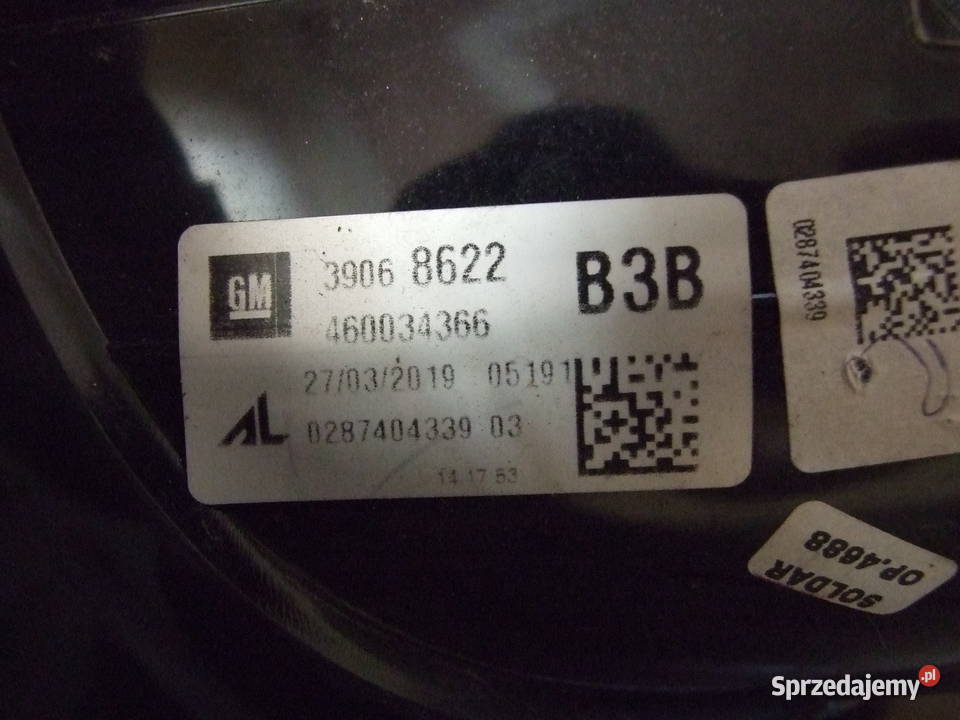 GM
3906 8622
B3B
460034366
27/03/2019 05191
AL
0287404339 03
14 17 53
0287404339
SOLDAR
OP.4688
Sprzedajemy.pl